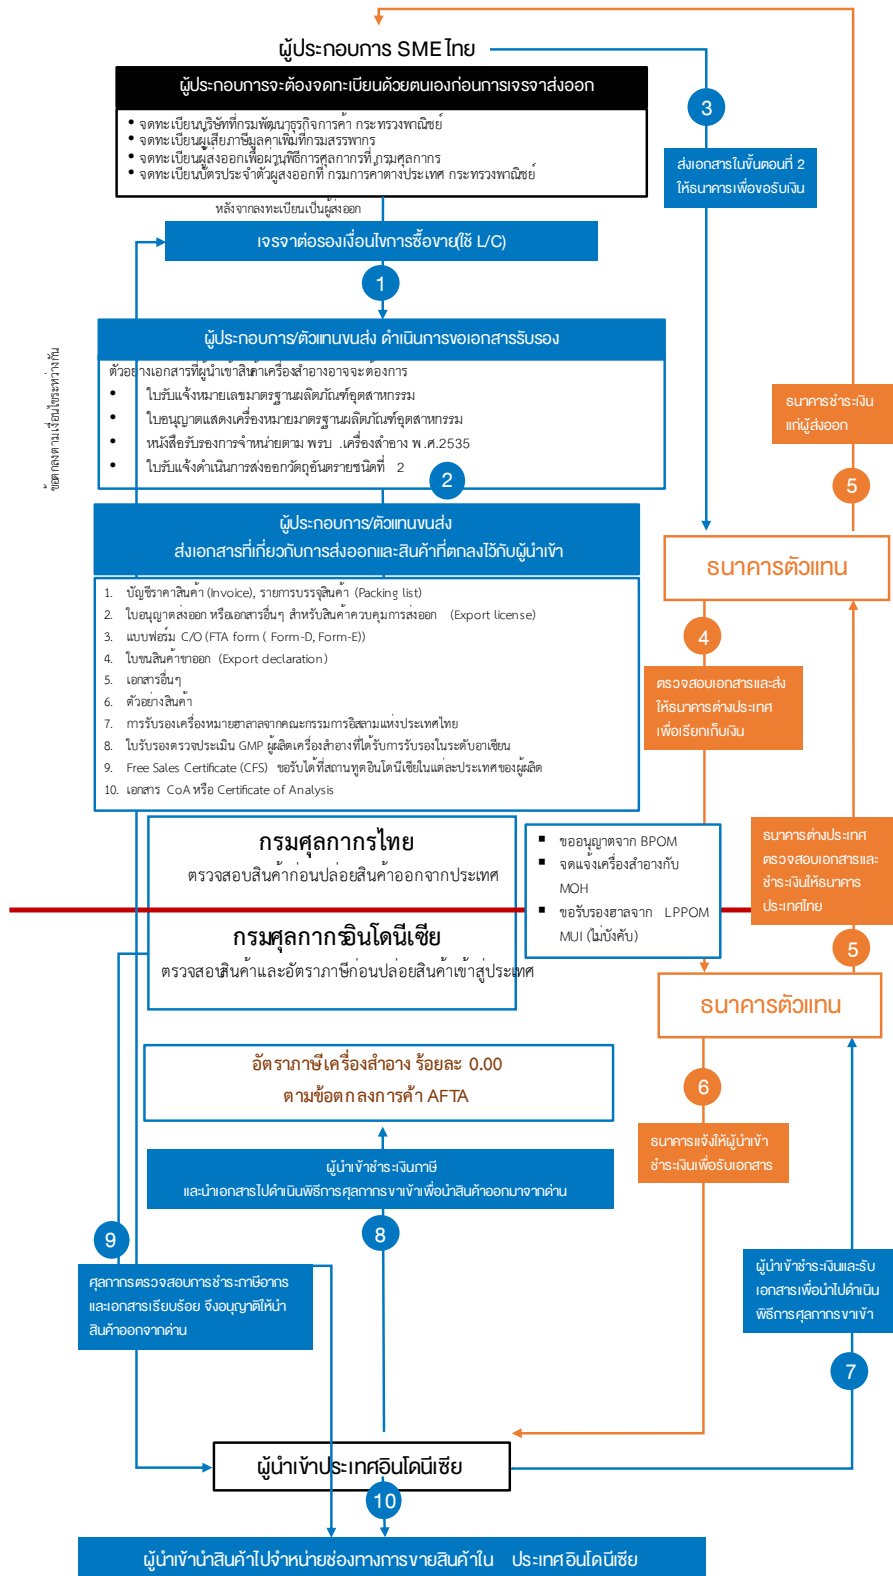 ผู้ประกอบการ SME ไทย
ผู้ประกอบการจะต้องจดทะเบียนด้วยตนเองก่อนการเจรจาส่งออก
• จดทะเบียนบริษัทที่กรมพัฒนาธุรกิจการค้า กระทรวงพาณิชย์
• จดทะเบียนผู้เสียภาษีมูลค่าเพิ่มที่กรมสรรพากร
• จดทะเบียนผู้ส่งออกเพื่อผ่านพิธีการศุลกากรที่ กรมศุลกากร
• จดทะเบียนบัตรประจำตัวผู้ส่งออกที่ กรมการค้าต่างประเทศ กระทรวงพาณิชย์
3
ส่งเอกสารในขั้นตอนที่ 2
ให้ธนาคารเพื่อขอรับเงิน
หลังจากลงทะเบียนเป็นผู้ส่งออก
เจรจาต่อรองเงื่อนไขการซื้อขาย(ใช้ L/C)
1
ข้อตกลงตามเงื่อนไขระหว่างกัน
ผู้ประกอบการ/ตัวแทนขนส่ง ดำเนินการขอเอกสารรับรอง
ตัวอย่างเอกสารที่ผู้นำเข้าสินค้าเครื่องสำอางอาจจะต้องการ
• ใบรับแจ้งหมายเลขมาตรฐานผลิตภัณฑ์อุตสาหกรรม
• ใบอนุญาตแสดงเครื่องหมายมาตรฐานผลิตภัณฑ์อุตสาหกรรม
• หนังสือรับรองการจำหน่ายตาม พรบ .เครื่องสำอาง พ.ศ.2535
• ใบรับแจ้งดำเนินการส่งออกวัตถุอันตรายชนิดที่ 2
2
ธนาคารชำระเงิน
แก่ผู้ส่งออก
5
ผู้ประกอบการ/ตัวแทนขนส่ง
ส่งเอกสารที่เกี่ยวกับการส่งออกและสินค้าที่ตกลงไว้กับผู้นำเข้า
1. บัญชีราคาสินค้า (Invoice), รายการบรรจุสินค้า (Packing list)
2. ใบอนุญาตส่งออก หรือเอกสารอื่นๆ สำหรับสินค้าควบคุมการส่งออก (Export license)
3. แบบฟอร์ม C/O (FTA form ( Form-D, Form-E))
4. ใบขนสินค้าขาออก (Export declaration)
5. เอกสารอื่นๆ
6. ตัวอย่างสินค้า
7. การรับรองเครื่องหมายฮาลาลจากคณะกรรมการอิสลามแห่งประเทศไทย
8. ใบรับรองตรวจประเมิน GMP ผู้ผลิตเครื่องสำอางที่ได้รับการรับรองในระดับอาเซียน
9. Free Sales Certificate (CFS) ขอรับได้ที่สถานทูตอินโดนีเซียในแต่ละประเทศของผู้ผลิต
10. เอกสาร CoA หรือ Certificate of Analysis
ธนาคารตัวแทน
4
ตรวจสอบเอกสารและส่ง
ให้ธนาคารต่างประเทศ
เพื่อเรียกเก็บเงิน
กรมศุลกากรไทย
ตรวจสอบสินค้าก่อนปล่อยสินค้าออกจากประเทศ
▪ ขออนุญาตจาก BPOM
▪ จดแจ้งเครื่องสำอางกับ
MOH
▪ ขอรับรองฮาลจาก LPPOM
MUI (ไม่บังคับ)
ธนาคารต่างประเทศ
ตรวจสอบเอกสารและ
ชำระเงินให้ธนาคาร
ประเทศไทย
5
กรมศุลกากรอินโดนีเซีย
ตรวจสอบสินค้าและอัตราภาษีก่อนปล่อยสินค้าเข้าสู่ประเทศ
ธนาคารตัวแทน
อัตราภาษีเครื่องสำอาง ร้อยละ 0.00
ตามข้อตกลงการค้า AFTA
6
ธนาคารแจ้งให้ผู้นำเข้า
ชำระเงินเพื่อรับเอกสาร
ผู้นำเข้าชำระเงินภาษี
และนำเอกสารไปดำเนินพิธีการศุลกากรขาเข้าเพื่อนำสินค้าออกมาจากด่าน
8
9
ศุลกากรตรวจสอบการชำระภาษีอากร
และเอกสารเรียบร้อย จึงอนุญาติให้นำ
สินค้าออกจากด่าน
ผู้นำเข้าชำระเงินและรับ
เอกสารเพื่อนำไปดำเนิน
พิธีการศุลกากรขาเข้า
7
ผู้นำเข้าประเทศอินโดนีเซีย
10
ผู้นำเข้านำสินค้าไปจำหน่ายช่องทางการขายสินค้าใน ประเทศอินโดนีเซีย